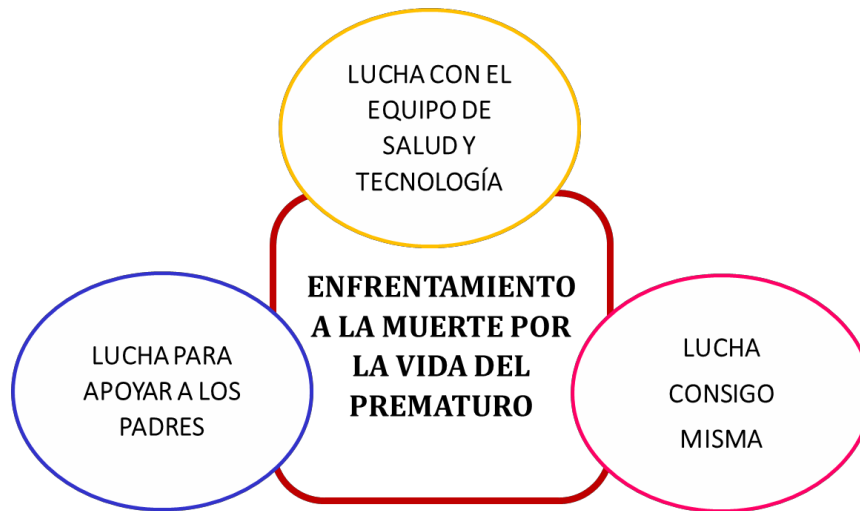 LUCHA CON EL
EQUIPO DE
SALUD Y
TECNOLOGÍA
ENFRENTAMIENTO
A LA MUERTE POR
LA VIDA DEL
PREMATURO
LUCHA PARA
APOYAR A LOS
PADRES
LUCHA
CONSIGO
MISMA